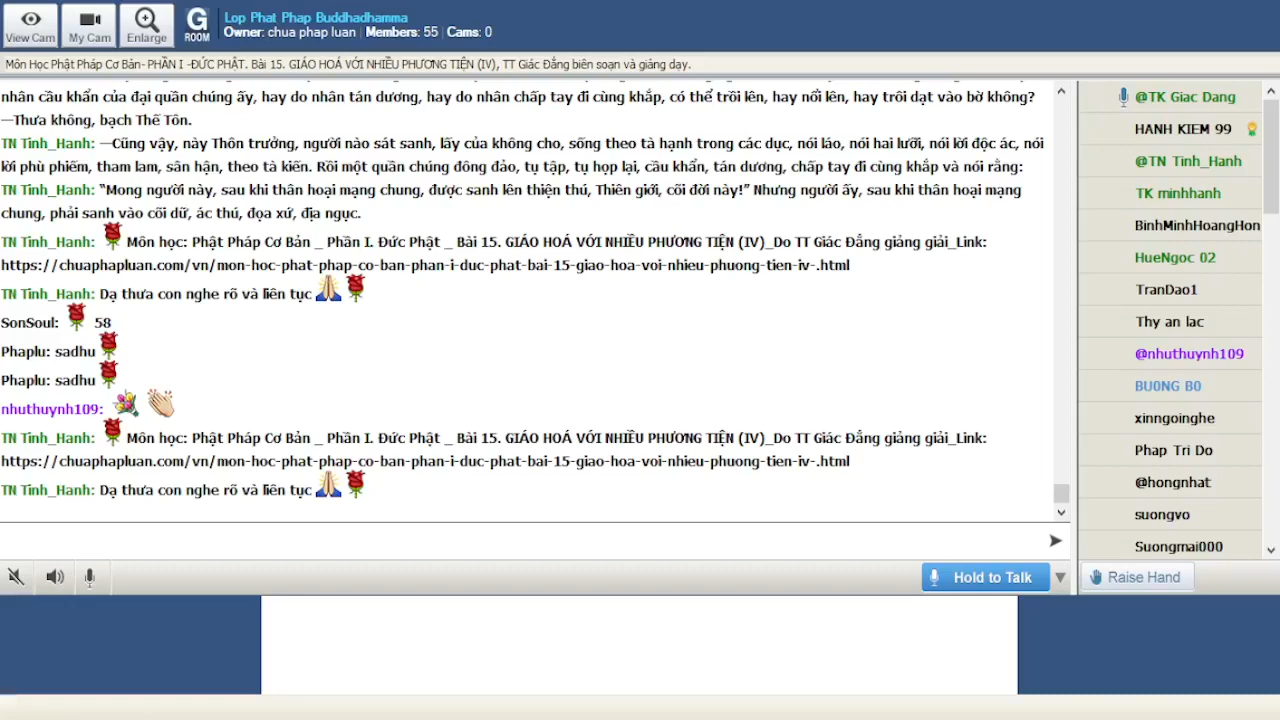 View Cam
My Cam
Enlarge
G
ROOM
Lop Phat Phap Buddhadhamma
Owner: chua phap luan | Members: 55 | Cams: 0
Môn Học Phật Pháp Cơ Bản- PHẦN I -ĐỨC PHẬT. Bài 15. GIÁO HOÁ VỚI NHIỀU PHƯƠNG TIỆN (IV), TT Giác Đẳng biên soạn và giảng dạy.
nhân cầu khẩn của đại quần chúng ấy, hay do nhân tán dương, hay do nhân chấp tay đi cùng khắp, có thể trồi lên, hay nổi lên, hay trôi dạt vào bờ không?
—Thưa không, bạch Thế Tôn.
TN Tinh_Hanh: —Cũng vậy, này Thôn trưởng, người nào sát sanh, lấy của không cho, sống theo tà hạnh trong các dục, nói láo, nói hai lưỡi, nói lời độc ác, nói
lời phù phiếm, tham lam, sân hận, theo tà kiến. Rồi một quần chúng đông đảo, tụ tập, tụ họp lại, cầu khẩn, tán dương, chấp tay đi cùng khắp và nói rằng:
TN Tinh_Hanh: “Mong người này, sau khi thân hoại mạng chung, được sanh lên thiện thú, Thiên giới, cõi đời này!” Nhưng người ấy, sau khi thân hoại mạng
chung, phải sanh vào cõi dữ, ác thú, đọa xứ, địa ngục.
TN Tinh_Hanh: Môn học: Phật Pháp Cơ Bản _ Phần I. Đức Phật _ Bài 15. GIÁO HOÁ VỚI NHIỀU PHƯƠNG TIỆN (IV)_Do TT Giác Đẳng giảng giải_Link:
https://chuaphapluan.com/vn/mon-hoc-phat-phap-co-ban-phan-i-duc-phat-bai-15-giao-hoa-voi-nhieu-phuong-tien-iv-.html
TN Tinh_Hanh: Dạ thưa con nghe rõ và liên tục
SonSoul: 58
Phaplu: sadhu
Phaplu: sadhu
nhuthuynh109:
TN Tinh_Hanh: Môn học: Phật Pháp Cơ Bản _ Phần I. Đức Phật _ Bài 15. GIÁO HOÁ VỚI NHIỀU PHƯƠNG TIỆN (IV)_Do TT Giác Đẳng giảng giải_Link:
https://chuaphapluan.com/vn/mon-hoc-phat-phap-co-ban-phan-i-duc-phat-bai-15-giao-hoa-voi-nhieu-phuong-tien-iv-.html
TN Tinh_Hanh: Dạ thưa con nghe rõ và liên tục
@TK Giac Dang
HANH KIEM 99
@TN Tinh_Hanh
TK minhhanh
BinhMinhHoangHon
HueNgoc 02
TranDao1
Thy an lac
@nhuthuynh109
BU0NG B0
xinngoinghe
Phap Tri Do
@hongnhat
suongvo
Suongmai000
Hold to Talk
Raise Hand